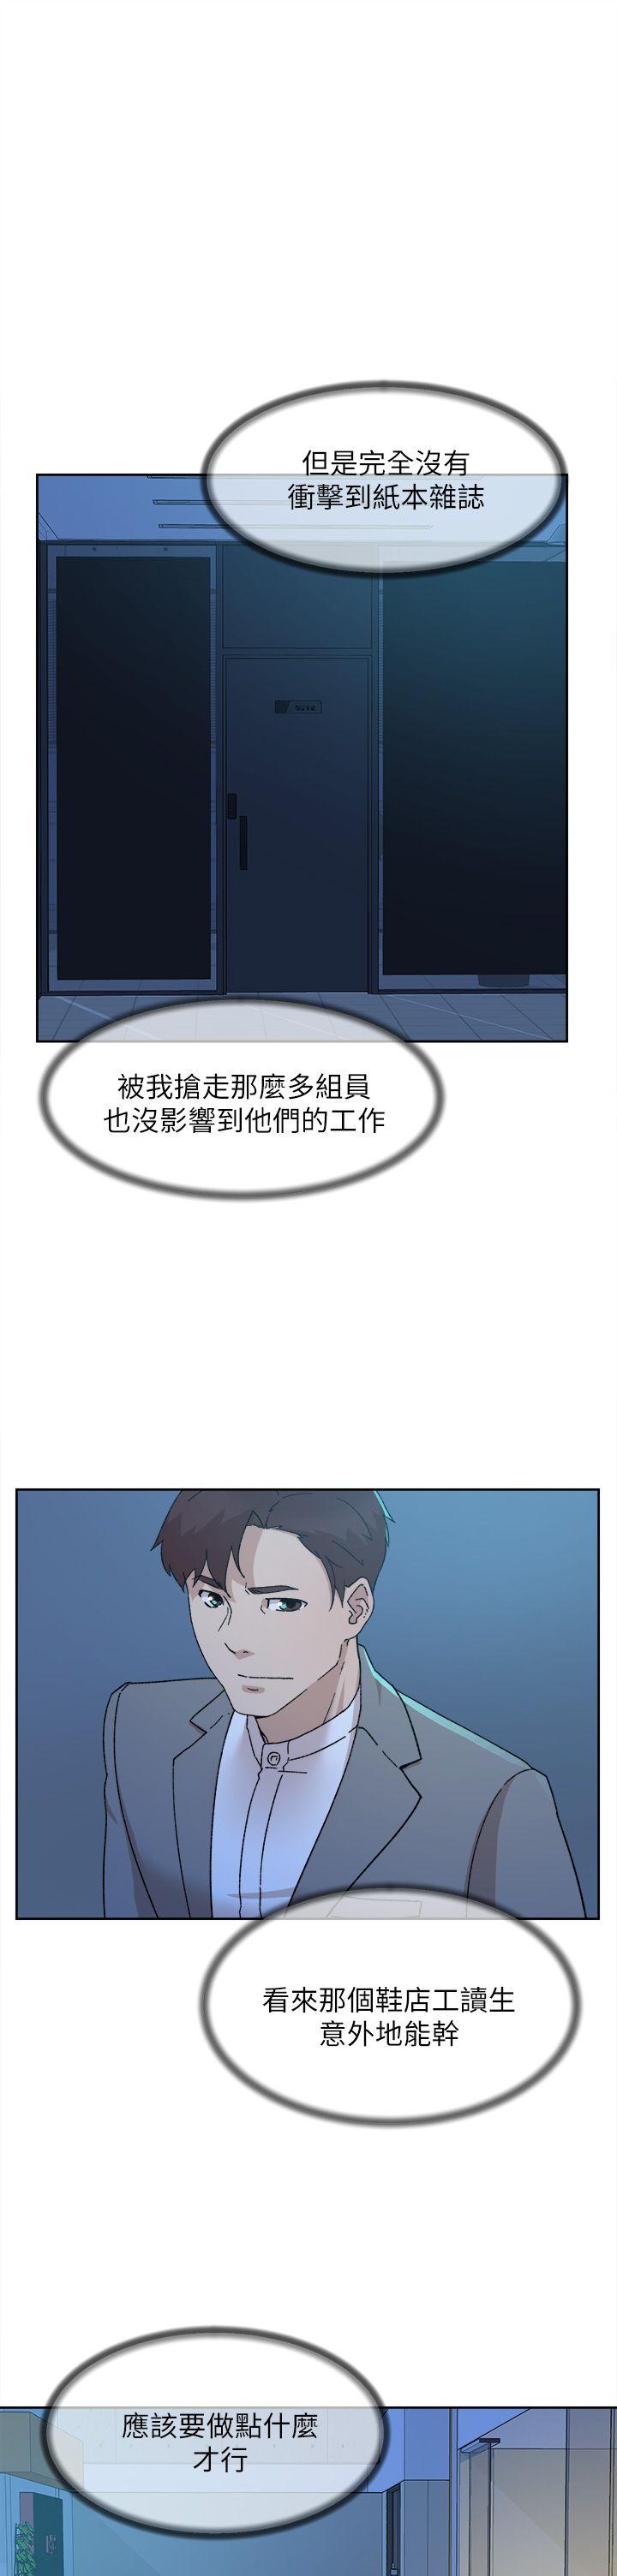 但是完全沒有
衝擊到紙本雜誌
被我搶走那麼多組員
也沒影響到他們的工作
看來那個鞋店工讀生
意外地能幹
應該要做點什麼
才行